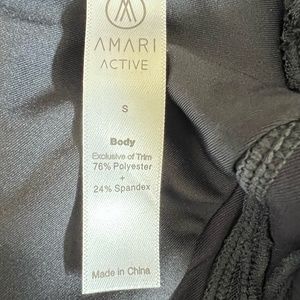 AMARI
ACTIVE
S
Body
Exclusive of Trim
76% Polyester
+
24% Spandex
Made in China